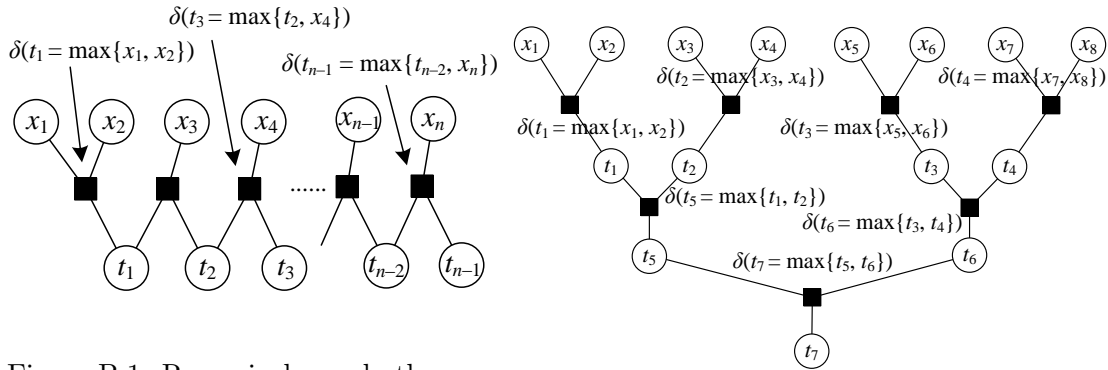 δ(t₃ = max{t₂, x₄})
δ(t₁ = max{x₁, x₂})
δ(tₙ₋₁ = max{tₙ₋₂, xₙ})
x₁ x₂ x₃ x₄ xₙ₋₁ xₙ
......
t₁ t₂ t₃ tₙ₋₂ tₙ₋₁
x₁ x₂ x₃ x₄ x₅ x₆ x₇ x₈
δ(t₂ = max{x₃, x₄}) δ(t₄ = max{x₇, x₈})
δ(t₁ = max{x₁, x₂}) δ(t₃ = max{x₅, x₆})
t₁ t₂ t₃ t₄
δ(t₅ = max{t₁, t₂})
δ(t₆ = max{t₃, t₄})
t₅ t₆
δ(t₇ = max{t₅, t₆})
t₇